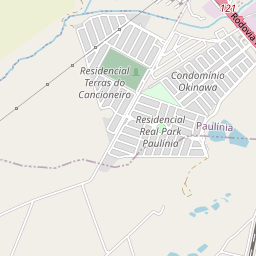 121
Rodovia
Residencial
Terras do
Cancioneiro
Condomínio
Okinawa
Residencial
Real Park
Paulínia
Paulínia